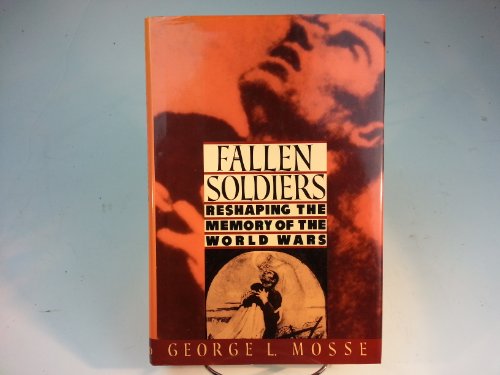 FALLEN
SOLDIERS
RESHAPING THE
MEMORY OF THE
WORLD WARS
GEORGE L. MOSSE